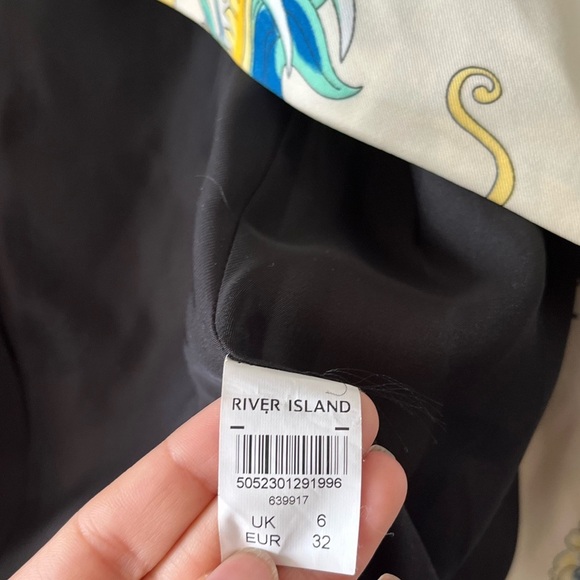 RIVER ISLAND
5052301291996
639917
UK 6
EUR 32